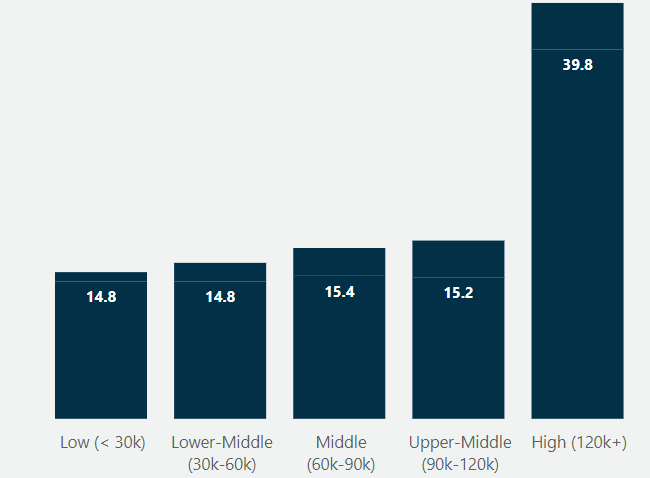 39.8
14.8
14.8
15.4
15.2
Low (< 30k)
Lower-Middle
(30k-60k)
Middle
(60k-90k)
Upper-Middle
(90k-120k)
High (120k+)